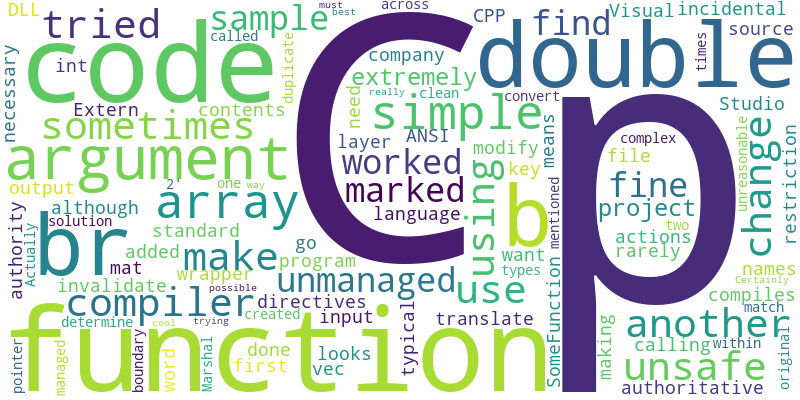 DLL
tried
sample
must
best
across
CPP
find
Visual
incidental
code
called
duplicate
company
double
times
source
necessary
int
Extern
contents
C
p
extremely
need
clean
really
convert
Studio
sometimes
simple
layer
ANSI
modify
means
complex
change
restriction
argument
worked
key
file
unreasonable
output
2'
one
way
array
marked
language
using
b
mentioned
fine
project
although
solution
br
standard
go
want
types
actions
two
rarely
authority
Actually
mat
added
make
program
unmanaged
use
names
invalidate
wrapper
possible
compiler
directives
input
typical
SomeFunction
calling
compiles
Certainly
determine
cool
created
trying
translate
within
another
match
function
pointer
managed
word
boundary
Marshal
done
first
looks
vec
making
unsafe
authoritative
original